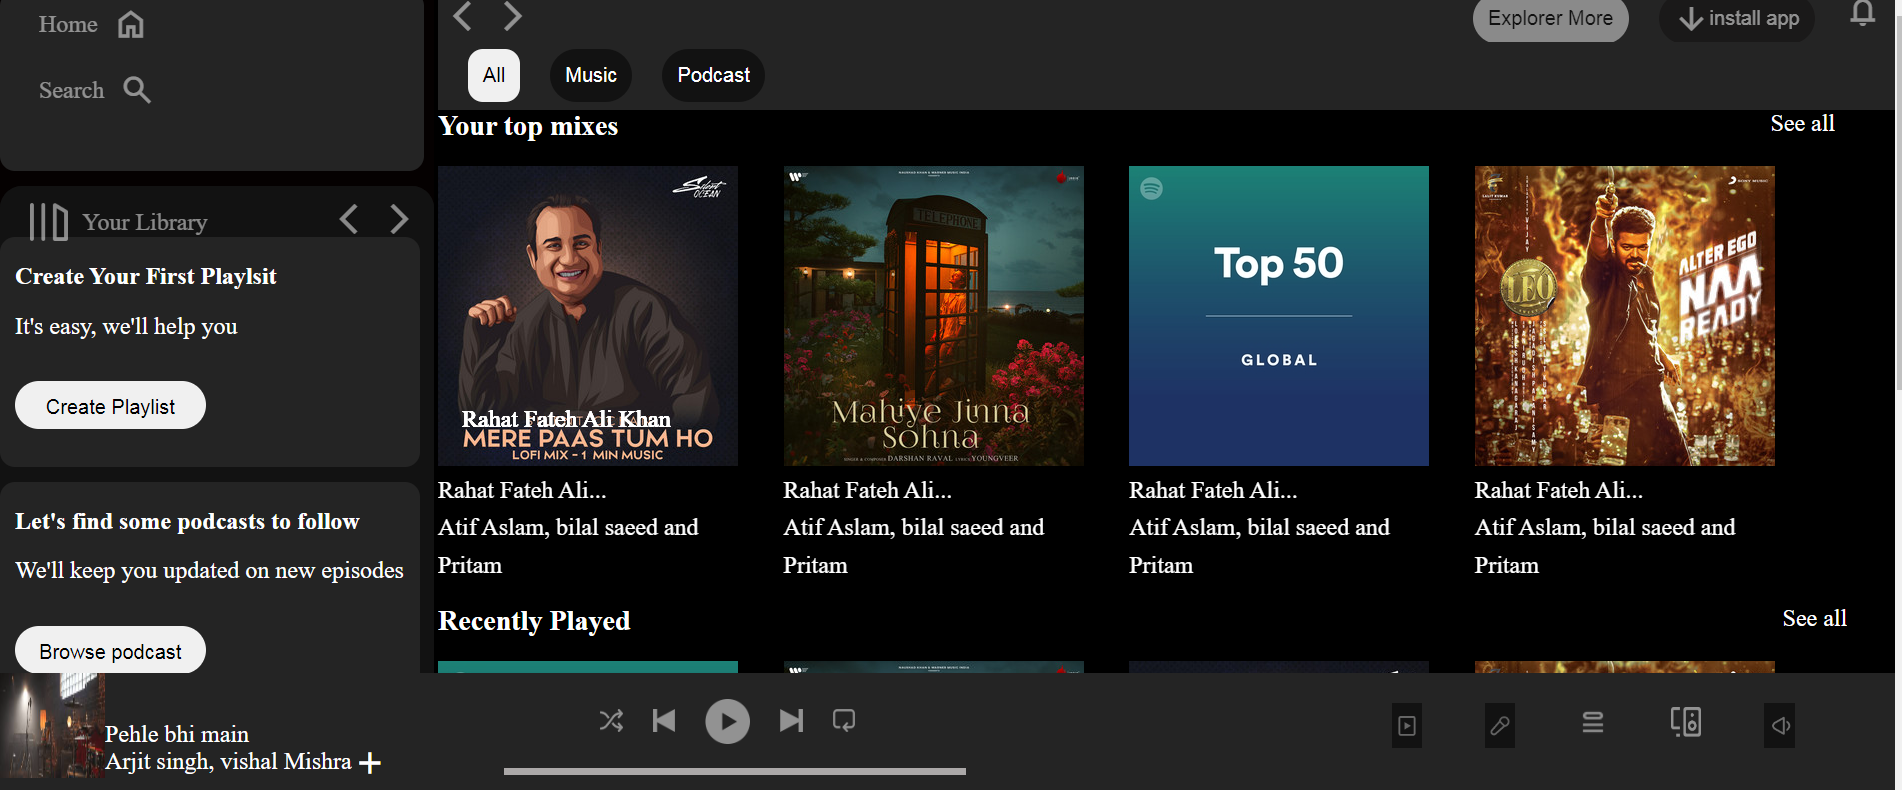 Home
Search
Explorer More
install app
All
Music
Podcast
Your top mixes
See all
Your Library
Create Your First Playlsit
It's easy, we'll help you
Create Playlist
Let's find some podcasts to follow
We'll keep you updated on new episodes
Browse podcast
Silent
OCEAN
Rahat Fateh Ali Khan
MERE PAAS TUM HO
LOFI MIX - 1 MIN MUSIC
TELEPHONE
Mahiye Jinna
Sohna
SINGER & COMPOSER DARSHAN RAVAL LYRICS YOUNGVEER
Top 50
GLOBAL
SONY MUSIC
LEO
ALTER EGO
NAA
READY
Rahat Fateh Ali...
Atif Aslam, bilal saeed and
Pritam
Rahat Fateh Ali...
Atif Aslam, bilal saeed and
Pritam
Rahat Fateh Ali...
Atif Aslam, bilal saeed and
Pritam
Rahat Fateh Ali...
Atif Aslam, bilal saeed and
Pritam
Recently Played
See all
Pehle bhi main
Arjit singh, vishal Mishra